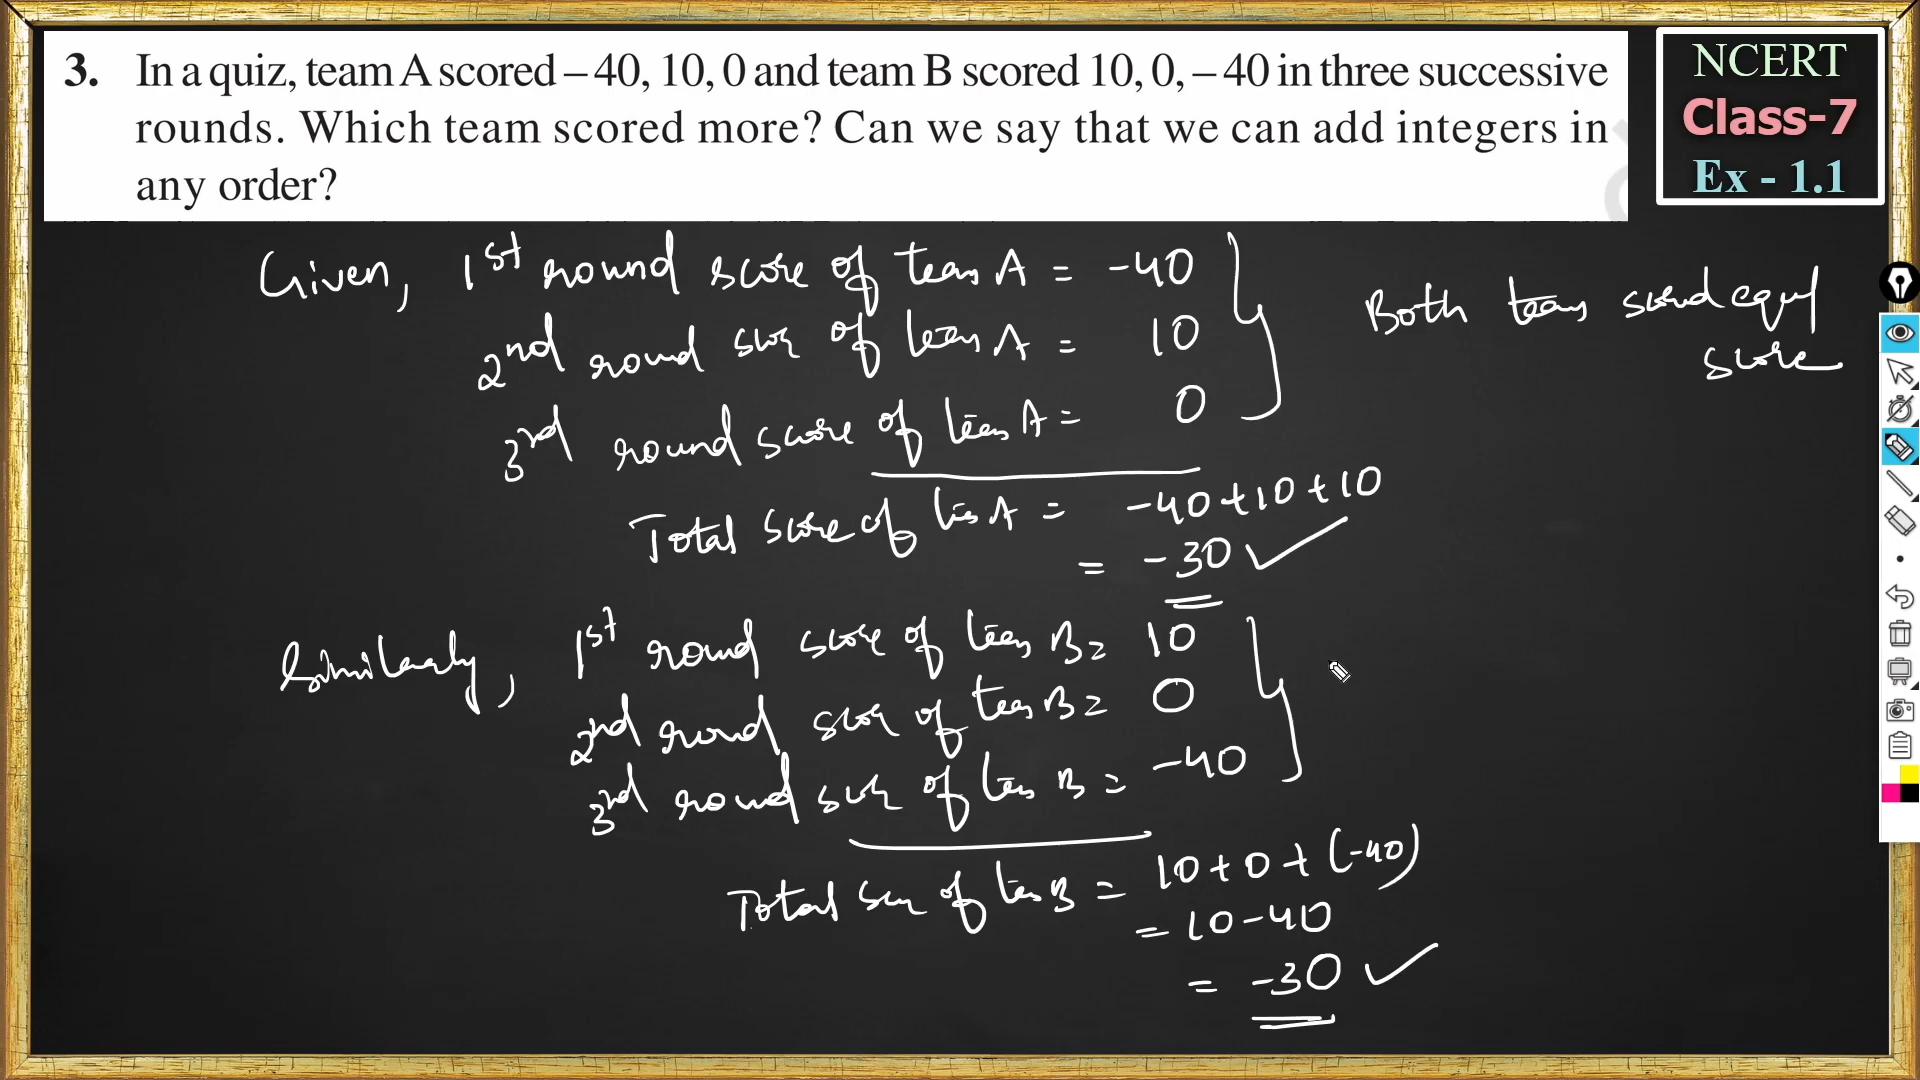 3. In a quiz, team A scored – 40, 10, 0 and team B scored 10, 0, – 40 in three successive
rounds. Which team scored more? Can we say that we can add integers in
any order?
NCERT
Class-7
Ex - 1.1
Given, 1st round score of team A = -40
2nd round score of team A = 10
3rd round score of team A = 0
Both team scored equal
score
Total score of team A = -40+10+10
= -30 ✓
Similarly, 1st round score of team B = 10
2nd round score of team B = 0
3rd round score of team B = -40
Total score of team B = 10+0+(-40)
= 10-40
= -30 ✓